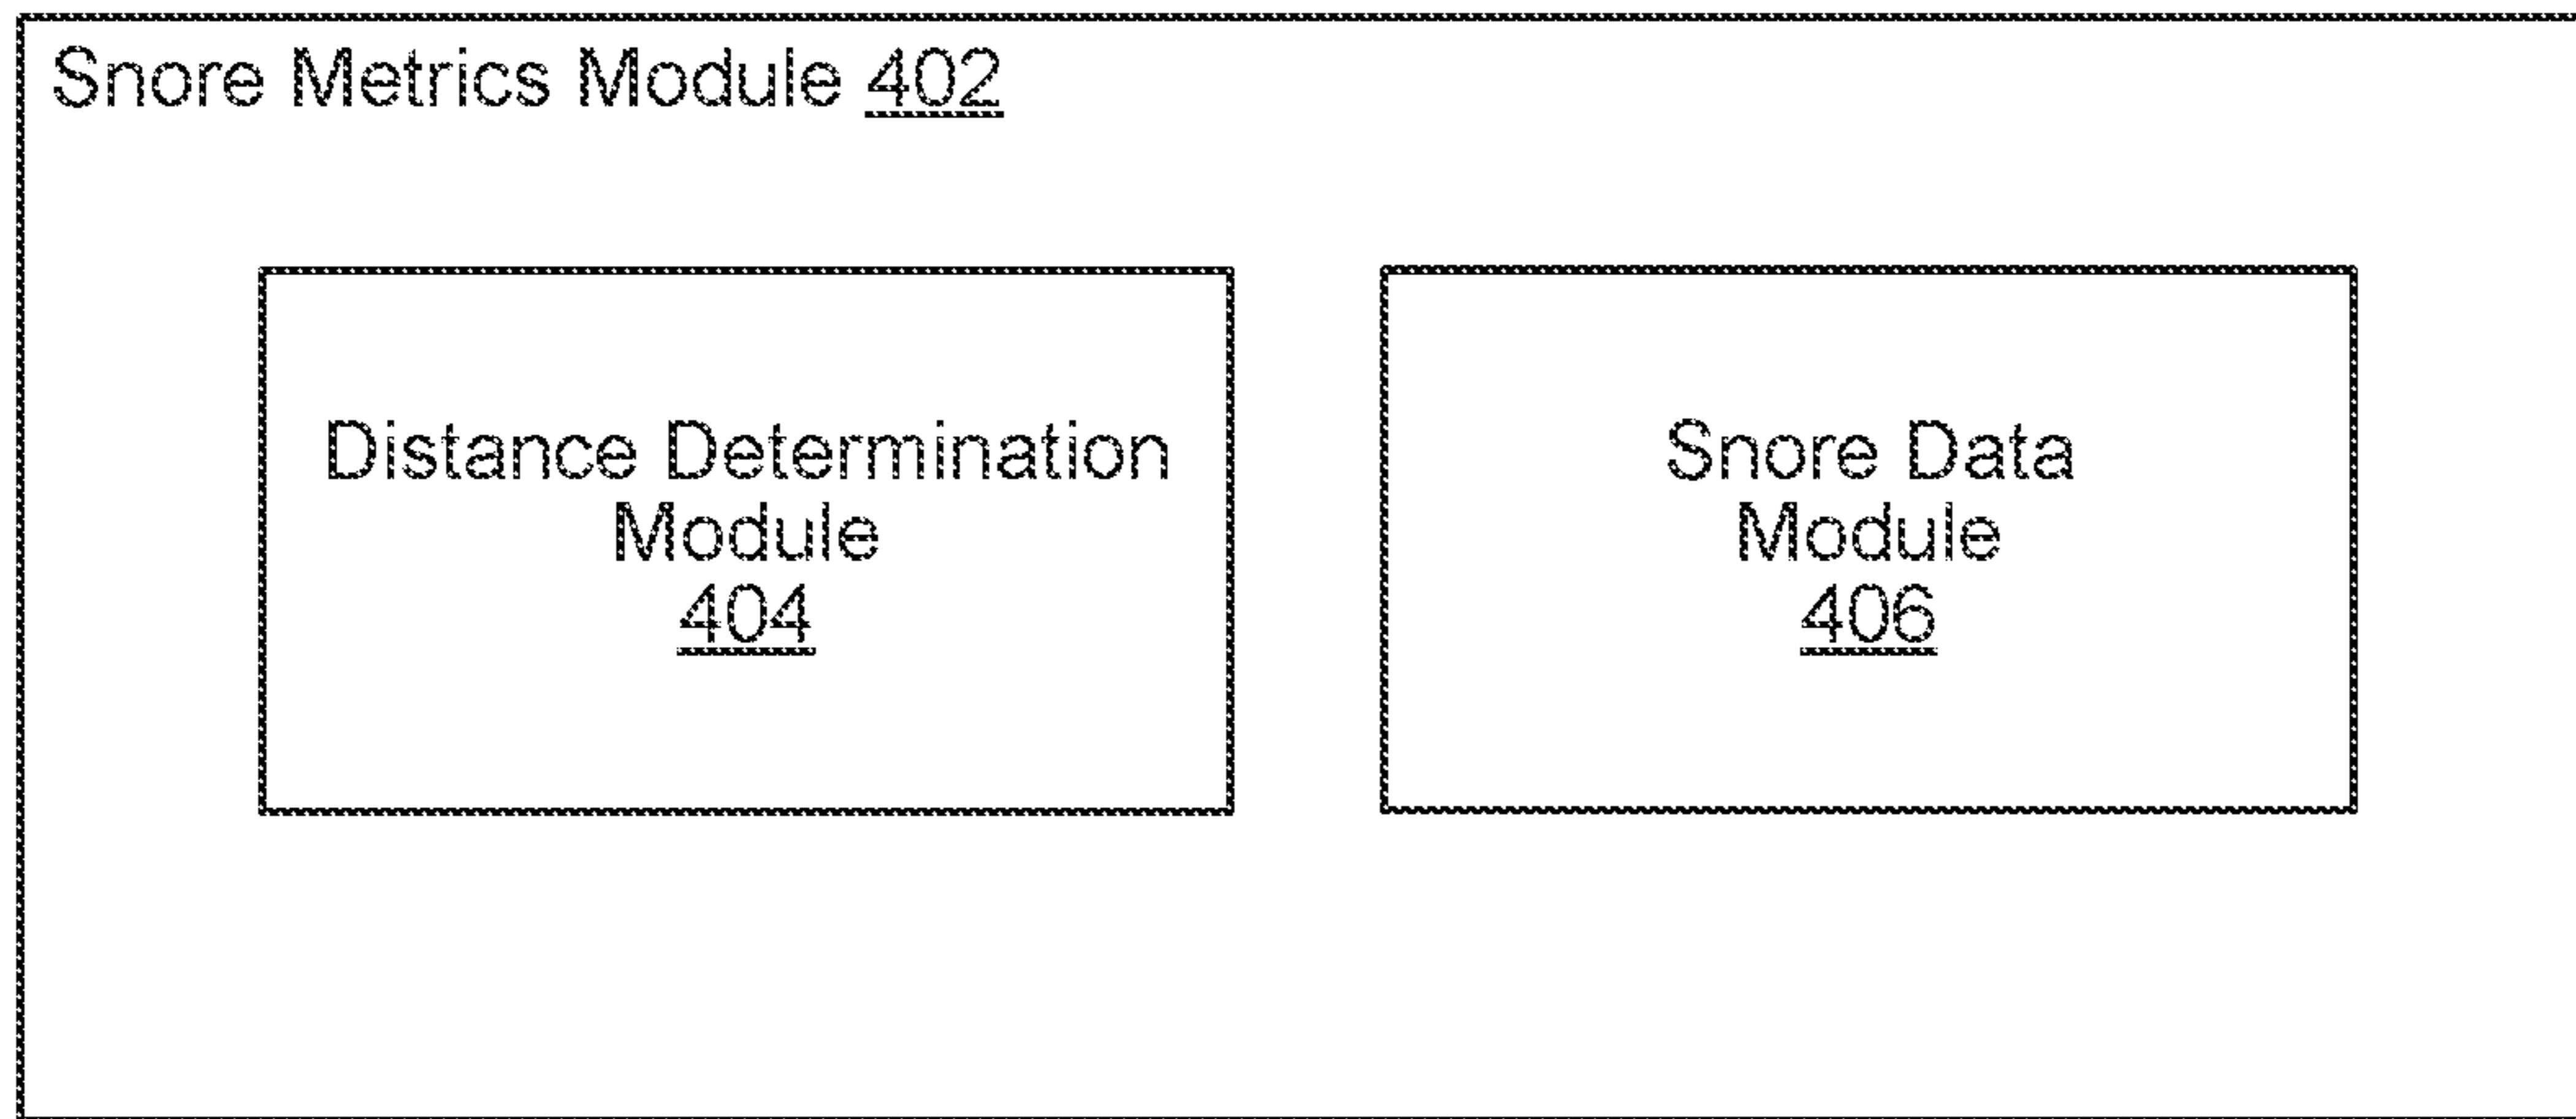 Snore Metrics Module 402
Distance Determination
Module
404
Snore Data
Module
406